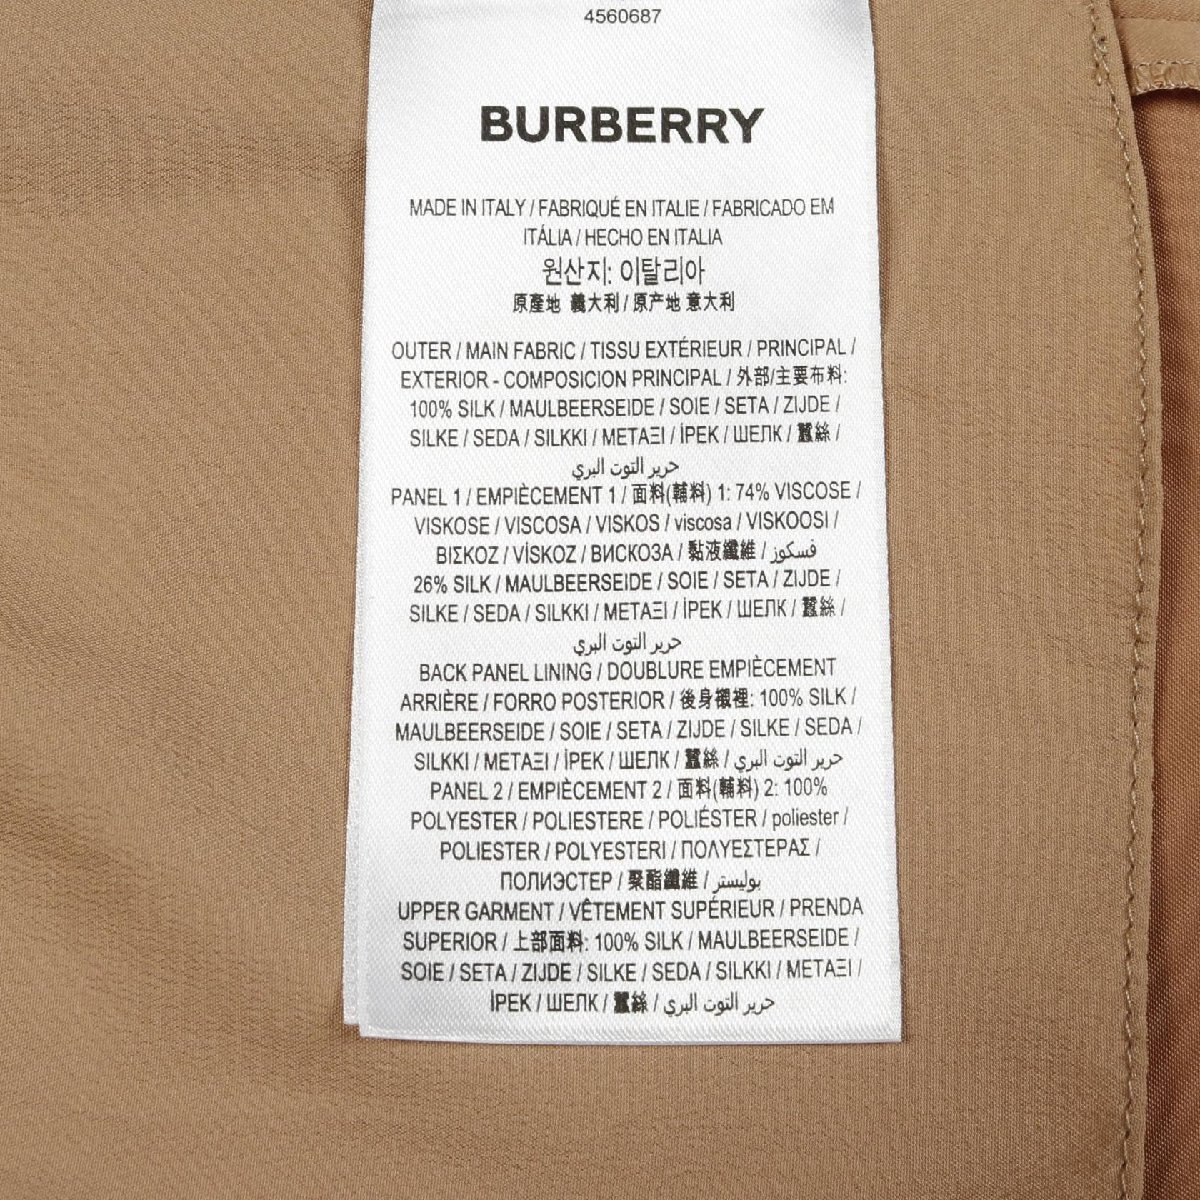 4560687
BURBERRY
MADE IN ITALY / FABRIQUÉ EN ITALIE / FABRICADO EM
ITÁLIA / HECHO EN ITALIA
원산지: 이탈리아
原產地 義大利 / 原产地 意大利
OUTER / MAIN FABRIC / TISSU EXTÉRIEUR / PRINCIPAL /
EXTERIOR - COMPOSICION PRINCIPAL / 外部/主要布料:
100% SILK / MAULBEERSEIDE / SOIE / SETA / ZIJDE /
SILKE / SEDA / SILKKI / ΜΕΤΑΞΙ / İPEK / ШЕЛК / 蠶絲 /
حرير التوت البري
PANEL 1 / EMPIÈCEMENT 1 / 面料(輔料) 1: 74% VISCOSE /
VISKOSE / VISCOSA / VISKOS / viscosa / VISKOOSI /
ΒΙΣΚΟΖ / VİSKOZ / ВИСКОЗА / 黏液纖維 / فسكوز
26% SILK / MAULBEERSEIDE / SOIE / SETA / ZIJDE /
SILKE / SEDA / SILKKI / ΜΕΤΑΞΙ / İPEK / ШЕЛК / 蠶絲 /
حرير التوت البري
BACK PANEL LINING / DOUBLURE EMPIÈCEMENT
ARRIÈRE / FORRO POSTERIOR / 後身襯裡: 100% SILK /
MAULBEERSEIDE / SOIE / SETA / ZIJDE / SILKE / SEDA /
SILKKI / ΜΕΤΑΞΙ / İPEK / ШЕЛК / 蠶絲 / حرير التوت البري
PANEL 2 / EMPIÈCEMENT 2 / 面料(輔料) 2: 100%
POLYESTER / POLIESTERE / POLIÉSTER / poliester /
POLIESTER / POLYESTERI / ΠΟΛΥΕΣΤΕΡΑΣ /
ПОЛИЭСТЕР / 聚酯纖維 / بوليستر
UPPER GARMENT / VÊTEMENT SUPÉRIEUR / PRENDA
SUPERIOR / 上部面料: 100% SILK / MAULBEERSEIDE /
SOIE / SETA / ZIJDE / SILKE / SEDA / SILKKI / ΜΕΤΑΞΙ /
İPEK / ШЕЛК / 蠶絲 / حرير التوت البري